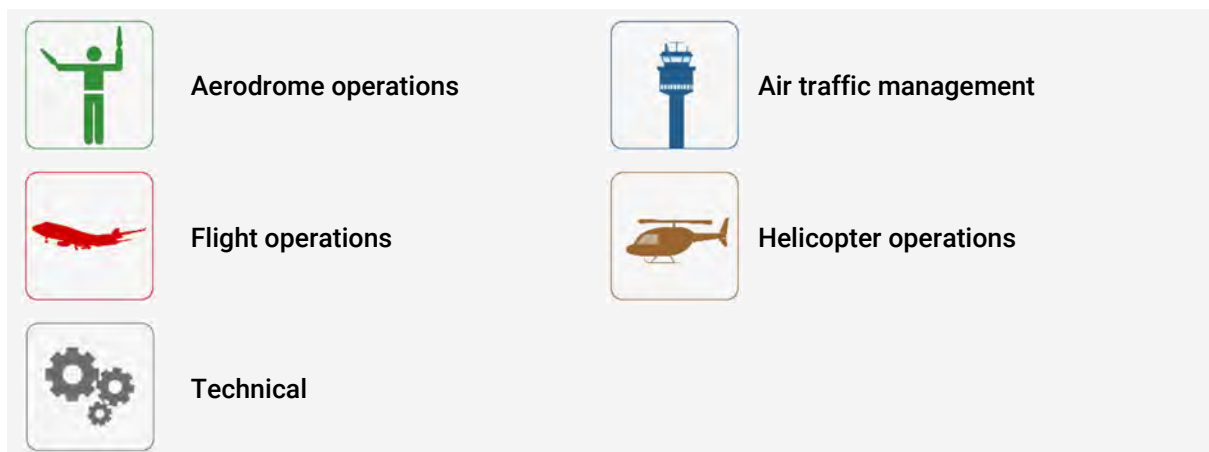 Aerodrome operations
Air traffic management
Flight operations
Helicopter operations
Technical